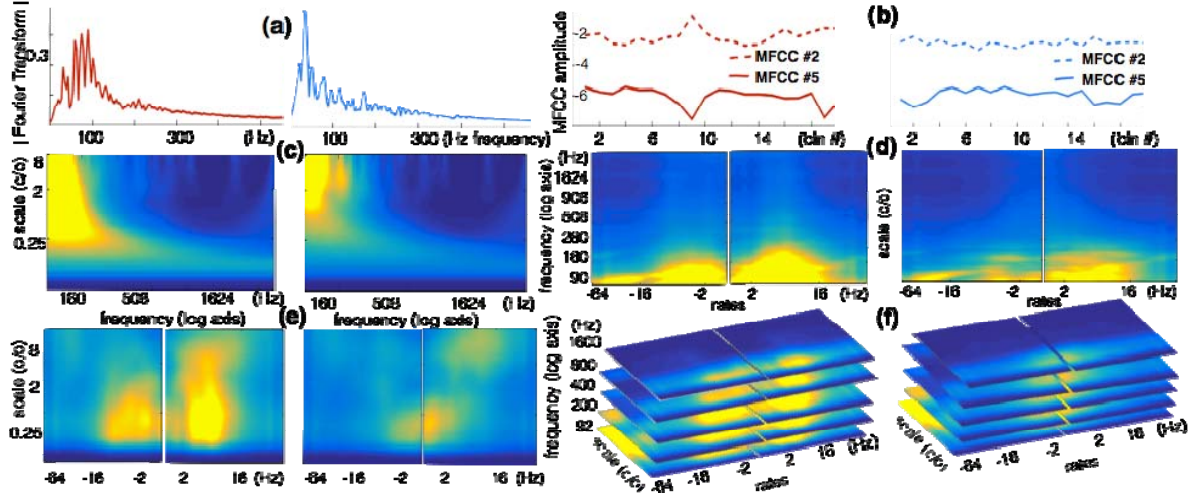 | Fourier Transform |
0.3
100 300 (Hz)
(a)
100 300 (Hz frequency)
MFCC amplitude
-2
-4
-6
MFCC #2
MFCC #5
2 6 10 14 (bin #)
(b)
MFCC #2
MFCC #5
scale (c/o)
8
2
0.25
160 508 1624 (Hz)
frequency (log axis)
(c)
160 508 1624 (Hz)
frequency (log axis)
frequency (log axis)
(Hz)
1624
908
508
280
180
90
-64 -16 -2 2 16 (Hz)
rates
(d)
scale (c/o)
-64 -16 -2 2 16 (Hz)
rates
scale (c/o)
8
2
0.25
-64 -16 -2 2 16 (Hz)
(e)
-64 -16 -2 2 16 (Hz)
frequency (log axis)
(Hz)
1600
800
400
200
92
scale (c/o)
-64 -16 -2 2 16 (Hz)
rates
(f)
scale (c/o)
-64 -16 -2 2 16 (Hz)
rates